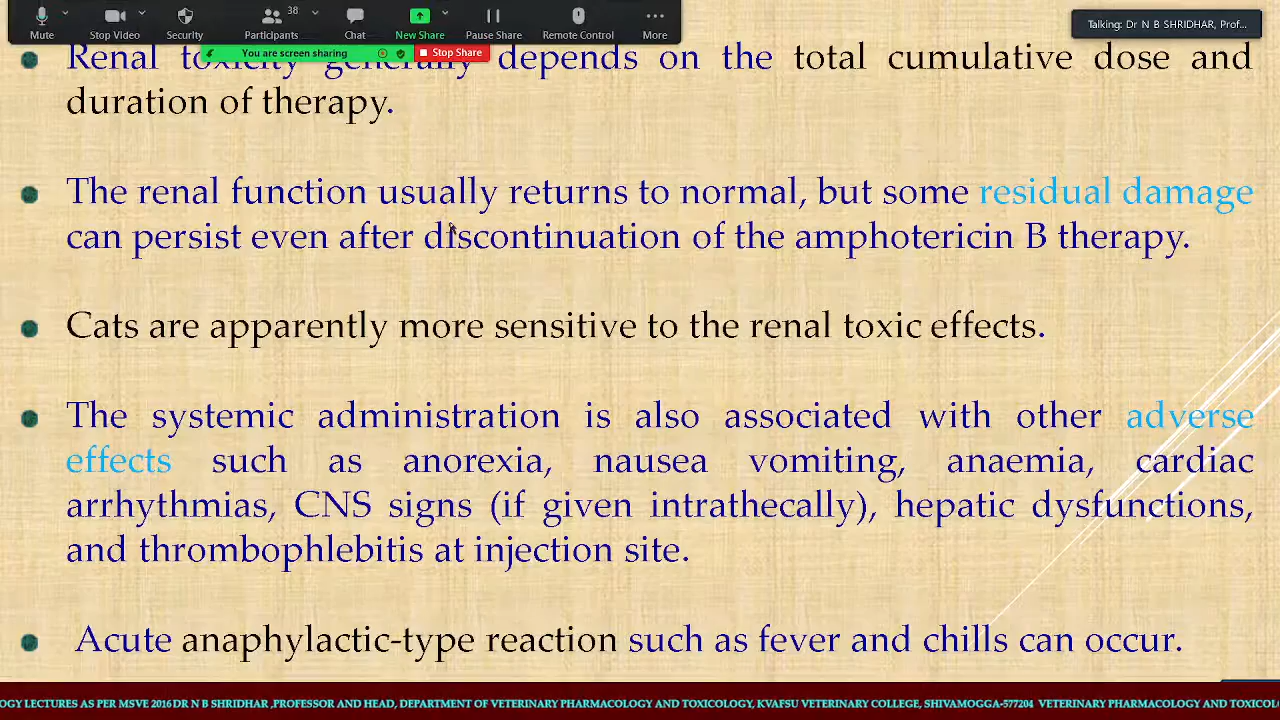 38
Mute
Stop Video
Security
Participants
Chat
New Share
Pause Share
Remote Control
More
Talking: Dr N B SHRIDHAR, Prof...
You are screen sharing
Stop Share
Renal toxicity generally depends on the total cumulative dose and
duration of therapy.
The renal function usually returns to normal, but some residual damage
can persist even after discontinuation of the amphotericin B therapy.
Cats are apparently more sensitive to the renal toxic effects.
The systemic administration is also associated with other adverse
effects such as anorexia, nausea vomiting, anaemia, cardiac
arrhythmias, CNS signs (if given intrathecally), hepatic dysfunctions,
and thrombophlebitis at injection site.
Acute anaphylactic-type reaction such as fever and chills can occur.
OGY LECTURES AS PER MSVE 2016 DR N B SHRIDHAR ,PROFESSOR AND HEAD, DEPARTMENT OF VETERINARY PHARMACOLOGY AND TOXICOLOGY, KVAFSU VETERINARY COLLEGE, SHIVAMOGGA-577204 VETERINARY PHARMACOLOGY AND TOXICOL